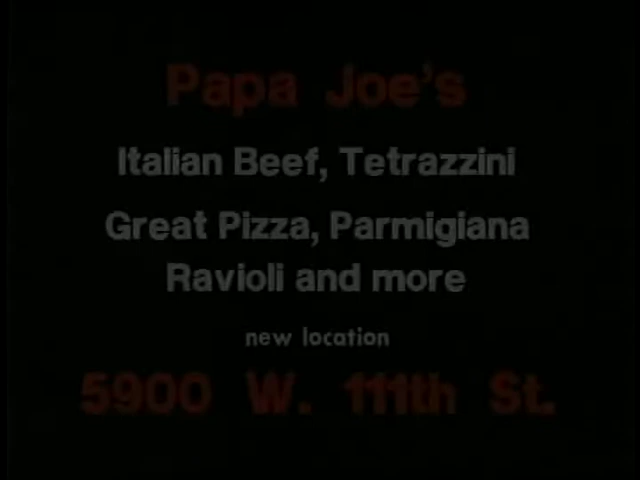 Papa Joe's
Italian Beef, Tetrazzini
Great Pizza, Parmigiana
Ravioli and more
new location
5900 W. 111th St.